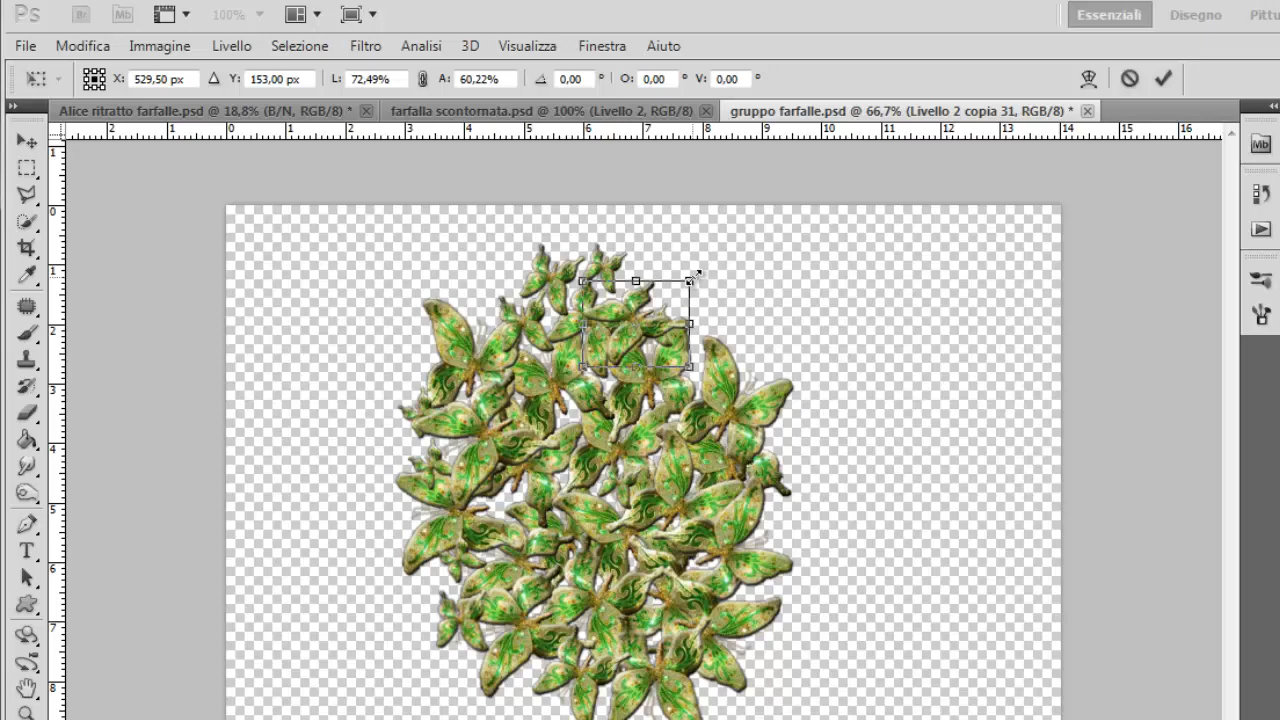 Ps Br Mb 100% Essenziali Disegno Pittu
File Modifica Immagine Livello Selezione Filtro Analisi 3D Visualizza Finestra Aiuto
X: 529,50 px Y: 153,00 px L: 72,49% A: 60,22% 0,00 ° O: 0,00 ° V: 0,00 °
Alice ritratto farfalle.psd @ 18,8% (B/N, RGB/8) * farfalla scontornata.psd @ 100% (Livello 2, RGB/8) gruppo farfalle.psd @ 66,7% (Livello 2 copia 31, RGB/8) *
2 1 0 1 2 3 4 5 6 7 8 9 10 11 12 13 14 15 16
Mb
1
0
1
2
3
4
5
6
7
8
T